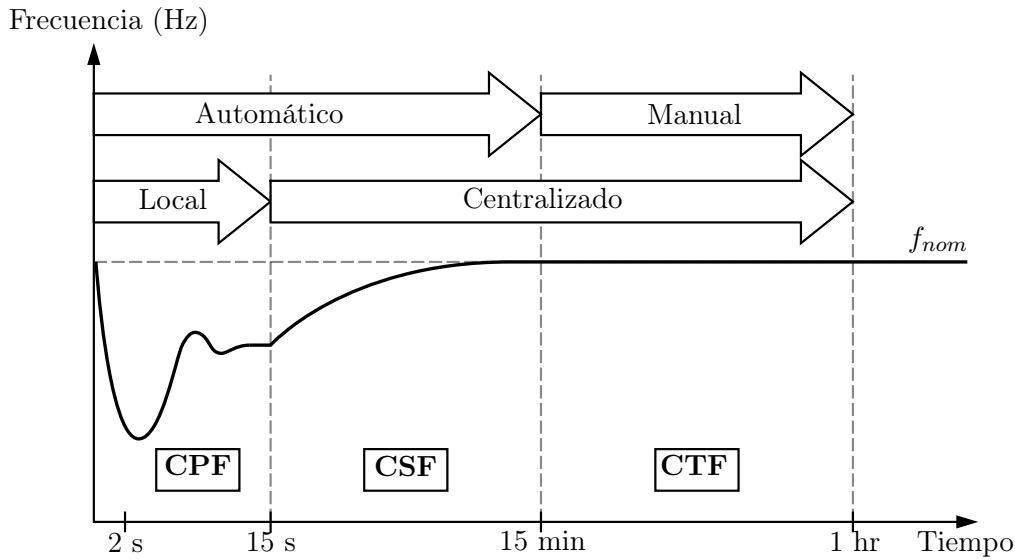 Frecuencia (Hz)
Automático
Manual
Local
Centralizado
f_nom
CPF
CSF
CTF
2 s
15 s
15 min
1 hr
Tiempo